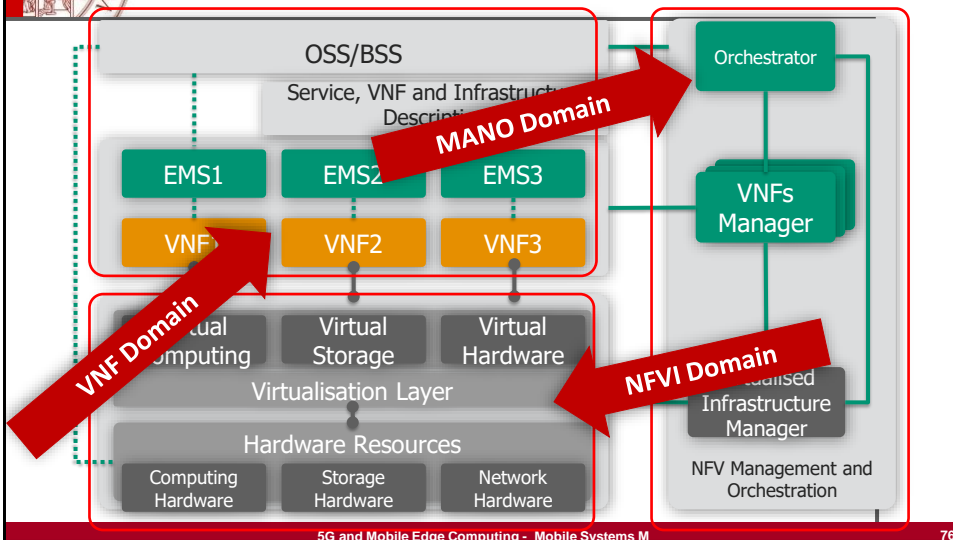 OSS/BSS
Orchestrator
Service, VNF and
MANO Domain
EMS1
EMS2
EMS3
VNFs
Manager
VNF1
VNF2
VNF3
VNF Domain
Virtual
Storage
Virtual
Hardware
NFVI Domain
Virtualisation Layer
Infrastructure
Manager
Hardware Resources
Computing
Hardware
Storage
Hardware
Network
Hardware
NFV Management and
Orchestration
5G and Mobile Edge Computing - Mobile Systems M
76